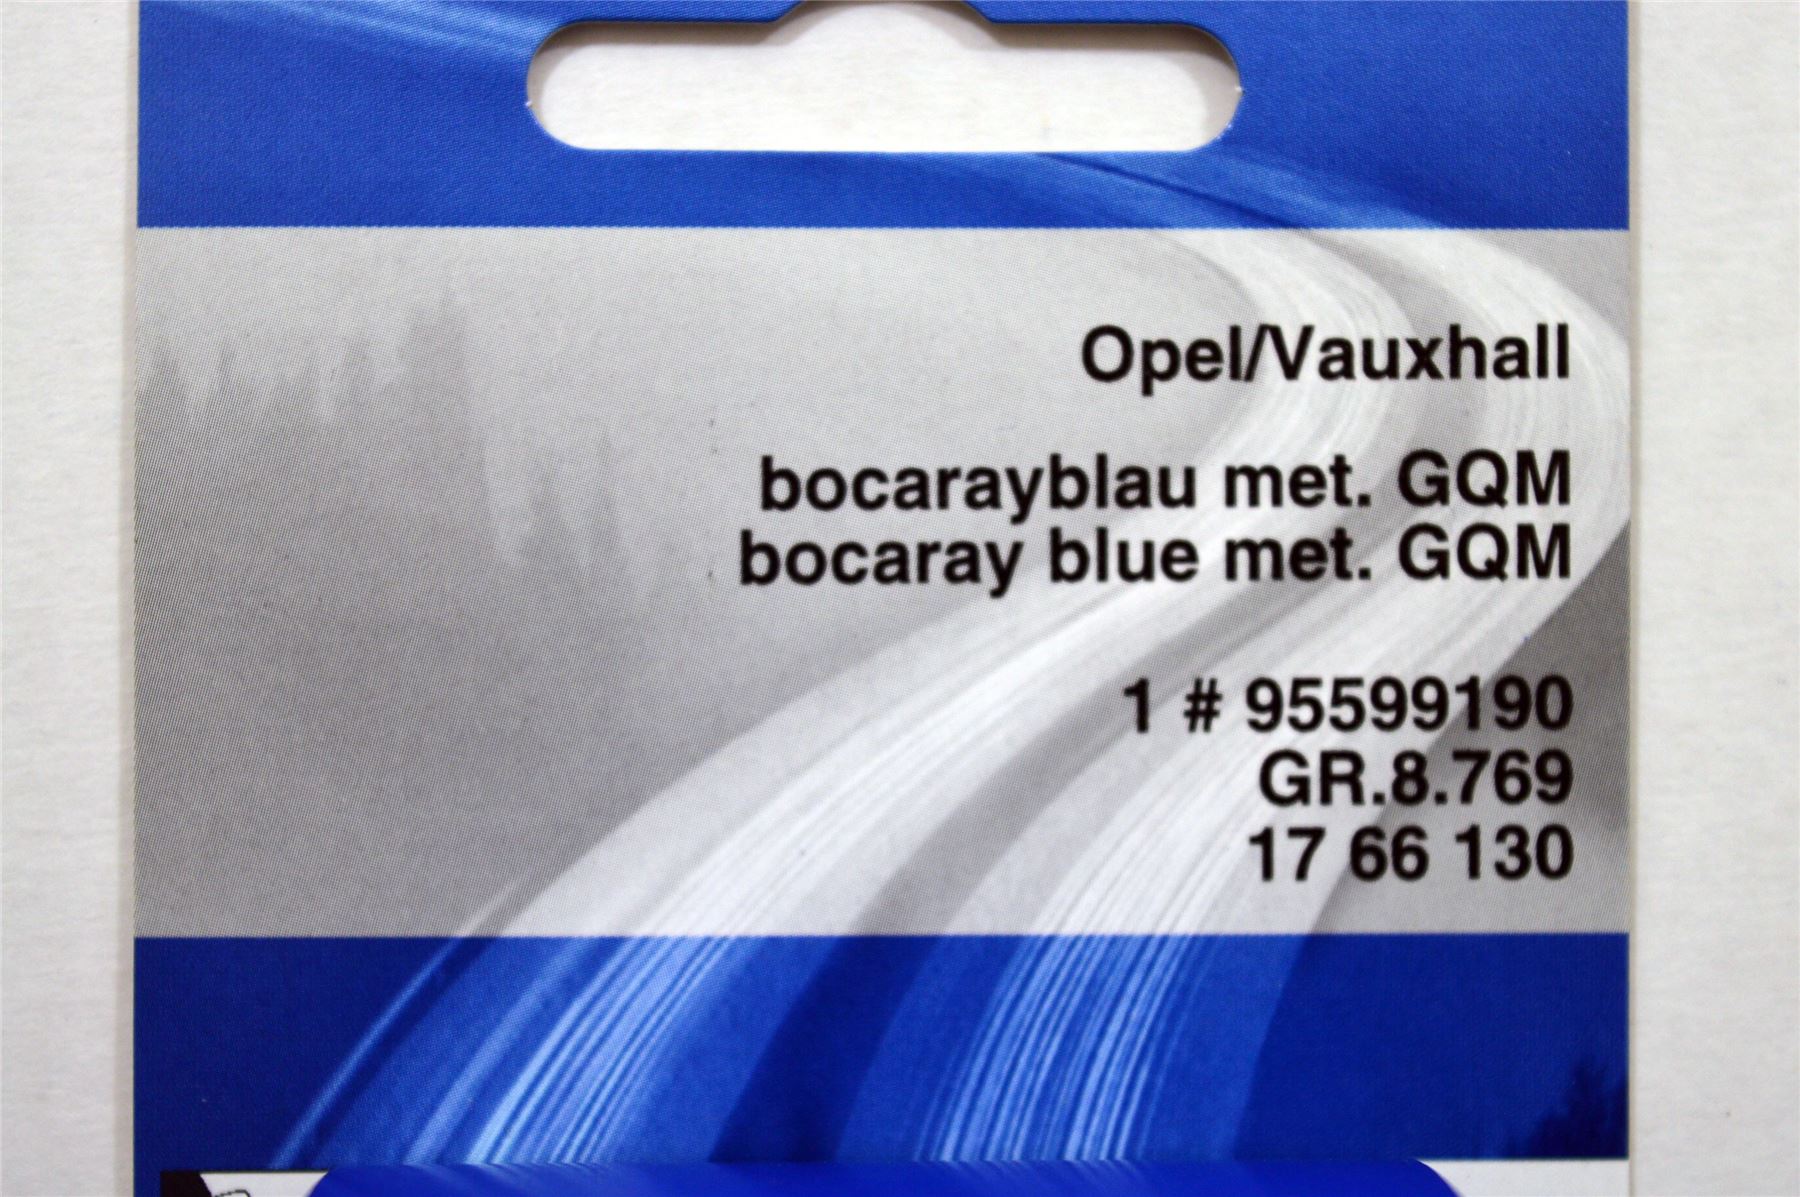 Opel/Vauxhall
bocarayblau met. GQM
bocaray blue met. GQM
1 # 95599190
GR.8.769
17 66 130